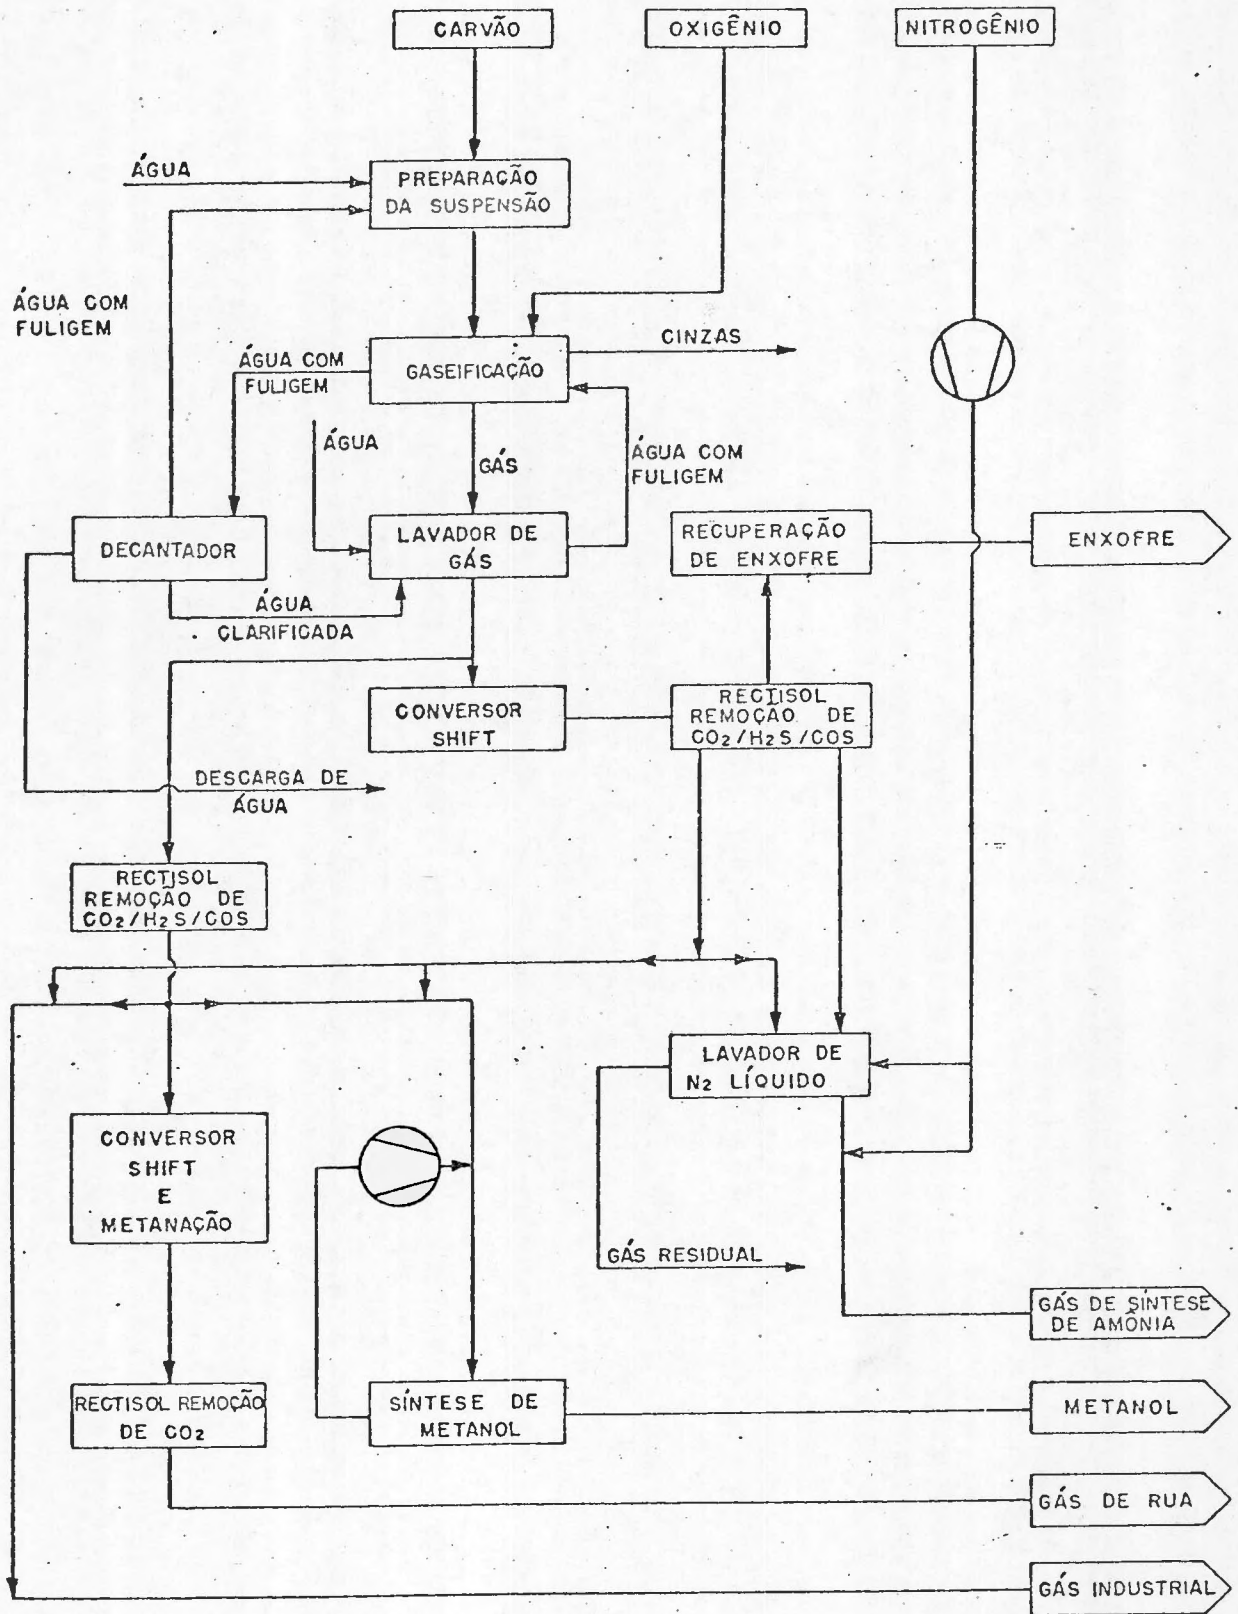 CARVÃO
OXIGÊNIO
NITROGÊNIO
ÁGUA
PREPARAÇÃO
DA SUSPENSÃO
ÁGUA COM
FULIGEM
CINZAS
ÁGUA COM
FULIGEM
GASEIFICAÇÃO
ÁGUA
GÁS
ÁGUA COM
FULIGEM
DECANTADOR
LAVADOR DE
GÁS
RECUPERAÇÃO
DE ENXOFRE
ENXOFRE
ÁGUA
CLARIFICADA
CONVERSOR
SHIFT
RECTISOL
REMOÇÃO DE
CO2/H2S/COS
DESCARGA DE
ÁGUA
RECTISOL
REMOÇÃO DE
CO2/H2S/COS
LAVADOR DE
N2 LÍQUIDO
CONVERSOR
SHIFT
E
METANAÇÃO
GÁS RESIDUAL
GÁS DE SÍNTESE
DE AMÔNIA
RECTISOL REMOÇÃO
DE CO2
SÍNTESE DE
METANOL
METANOL
GÁS DE RUA
GÁS INDUSTRIAL